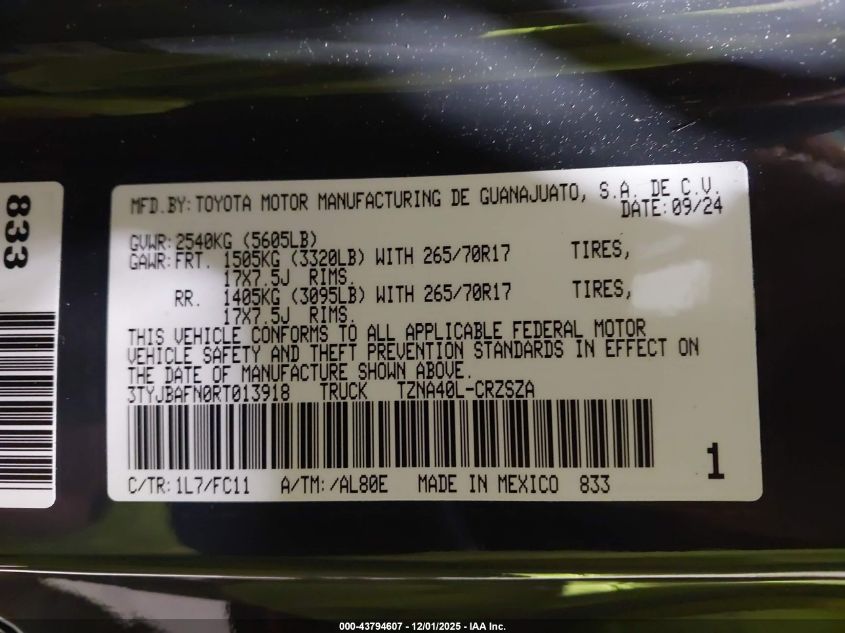 833
MFD.BY:TOYOTA MOTOR MANUFACTURING DE GUANAJUATO, S.A. DE C.V.
DATE:09/24
GVWR:2540KG (5605LB)
GAWR:FRT. 1505KG (3320LB) WITH 265/70R17 TIRES,
17X7.5J RIMS.
RR. 1405KG (3095LB) WITH 265/70R17 TIRES,
17X7.5J RIMS.
THIS VEHICLE CONFORMS TO ALL APPLICABLE FEDERAL MOTOR
VEHICLE SAFETY AND THEFT PREVENTION STANDARDS IN EFFECT ON
THE DATE OF MANUFACTURE SHOWN ABOVE.
3TYJBAFN0RT013918 TRUCK TZNA40L-CRZSZA
1
C/TR:1L7/FC11 A/TM:/AL80E MADE IN MEXICO 833
000-43794607 - 12/01/2025 - IAA Inc.